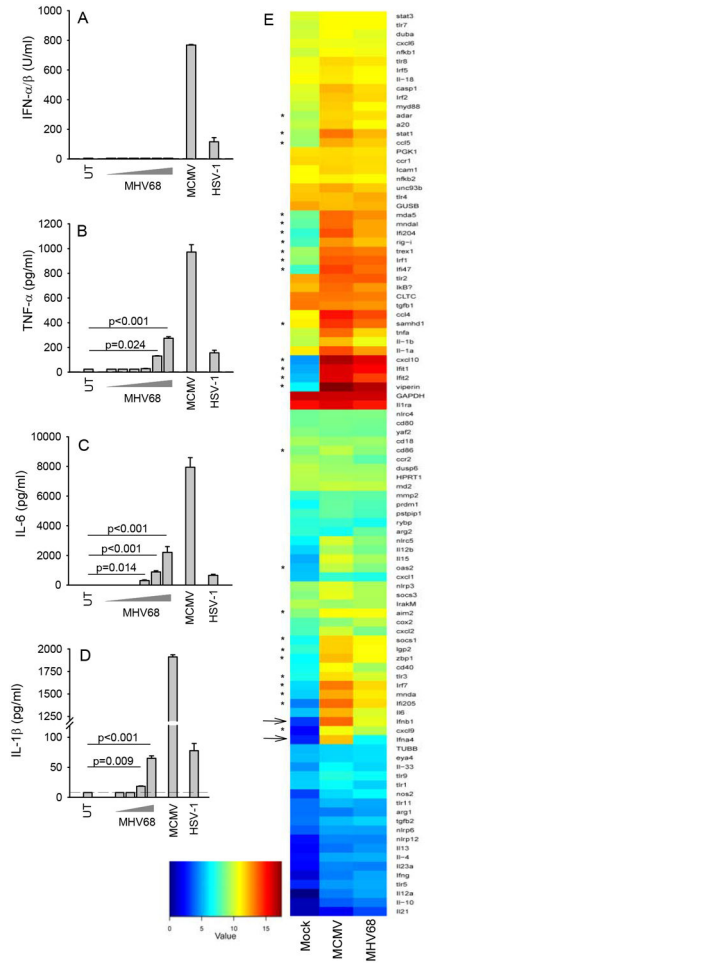 A
IFN-α/β (U/ml)
1000
800
600
400
200
0
UT
MHV68
MCMV
HSV-1
B
TNF-α (pg/ml)
1200
1000
800
600
400
200
0
p<0.001
p=0.024
UT
MHV68
MCMV
HSV-1
C
IL-6 (pg/ml)
10000
8000
6000
4000
2000
0
p<0.001
p<0.001
p=0.014
UT
MHV68
MCMV
HSV-1
D
IL-1β (pg/ml)
2000
1750
1500
1250
100
50
0
p<0.001
p=0.009
UT
MHV68
MCMV
HSV-1
0 5 10 15
Value
E
stat3
tlr7
duba
cxcl6
nfkb1
tlr8
Irf5
Il-18
casp1
Irf2
myd88
* adar
a20
* stat1
* ccl5
PGK1
ccr1
Icam1
nfkb2
unc93b
tlr4
GUSB
* mda5
* mndal
* Ifi204
* rig-i
* trex1
* Irf1
* Ifi47
tlr2
IkB?
CLTC
tgfb1
ccl4
* samhd1
tnfa
Il-1b
Il-1a
* cxcl10
* Ifit1
* Ifit2
* viperin
GAPDH
Il1ra
nlrc4
cd80
yaf2
cd18
* cd86
ccr2
dusp6
HPRT1
md2
mmp2
prdm1
pstpip1
rybp
arg2
nlrc5
Il12b
Il15
* oas2
cxcl1
nlrp3
socs3
IrakM
* aim2
cox2
cxcl2
* socs1
* lgp2
* zbp1
cd40
* tlr3
* Irf7
* mnda
* Ifi205
Il6
Ifnb1
* cxcl9
Ifna4
TUBB
eya4
Il-33
tlr9
tlr1
nos2
tlr11
arg1
tgfb2
nlrp6
nlrp12
Il13
Il-4
Il23a
Ifng
tlr5
Il12a
Il-10
Il21
Mock
MCMV
MHV68